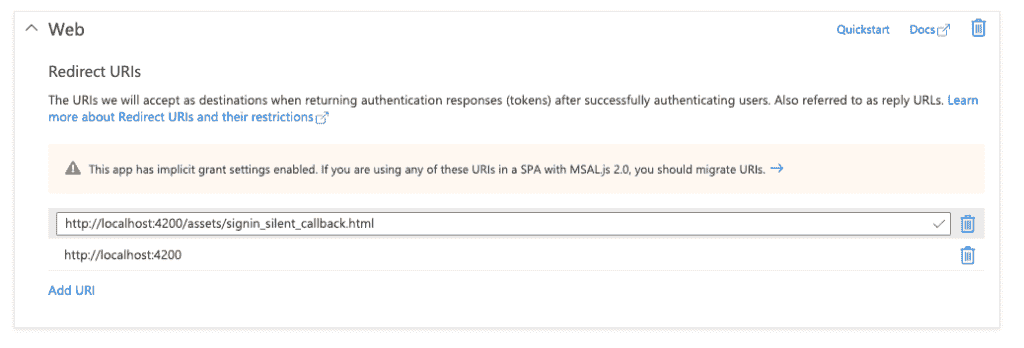 Web
Quickstart
Docs
Redirect URIs
The URIs we will accept as destinations when returning authentication responses (tokens) after successfully authenticating users. Also referred to as reply URLs. Learn
more about Redirect URIs and their restrictions
This app has implicit grant settings enabled. If you are using any of these URIs in a SPA with MSAL.js 2.0, you should migrate URIs.
http://localhost:4200/assets/signin_silent_callback.html
http://localhost:4200
Add URI